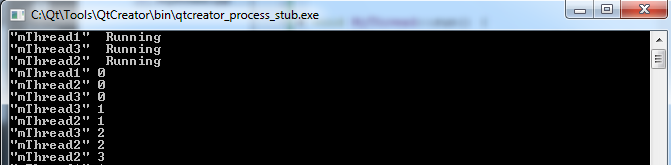 C:\Qt\Tools\QtCreator\bin\qtcreator_process_stub.exe
"mThread1"  Running
"mThread3"  Running
"mThread2"  Running
"mThread1" 0
"mThread2" 0
"mThread3" 0
"mThread3" 1
"mThread2" 1
"mThread3" 2
"mThread2" 2
"mThread2" 3